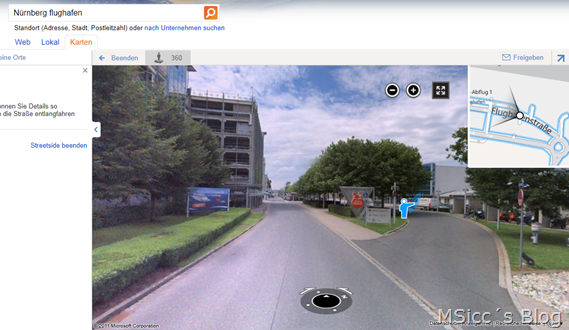 Nürnberg flughafen
Standort (Adresse, Stadt, Postleitzahl) oder nach Unternehmen suchen
Web Lokal Karten
eine Orte
Beenden
360
Freigeben
Abflug 1
Flughafenstraße
nnen Sie Details so
die Straße entlangfahren
Streetside beenden
© 2011 Microsoft Corporation
MSicc´s Blog